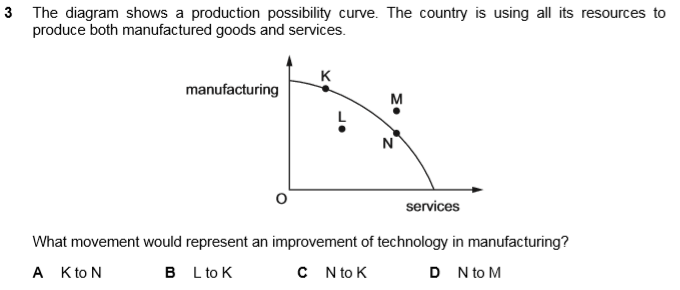 3 The diagram shows a production possibility curve. The country is using all its resources to
produce both manufactured goods and services.
K
manufacturing
M
L
N
O
services
What movement would represent an improvement of technology in manufacturing?
A K to N B L to K C N to K D N to M